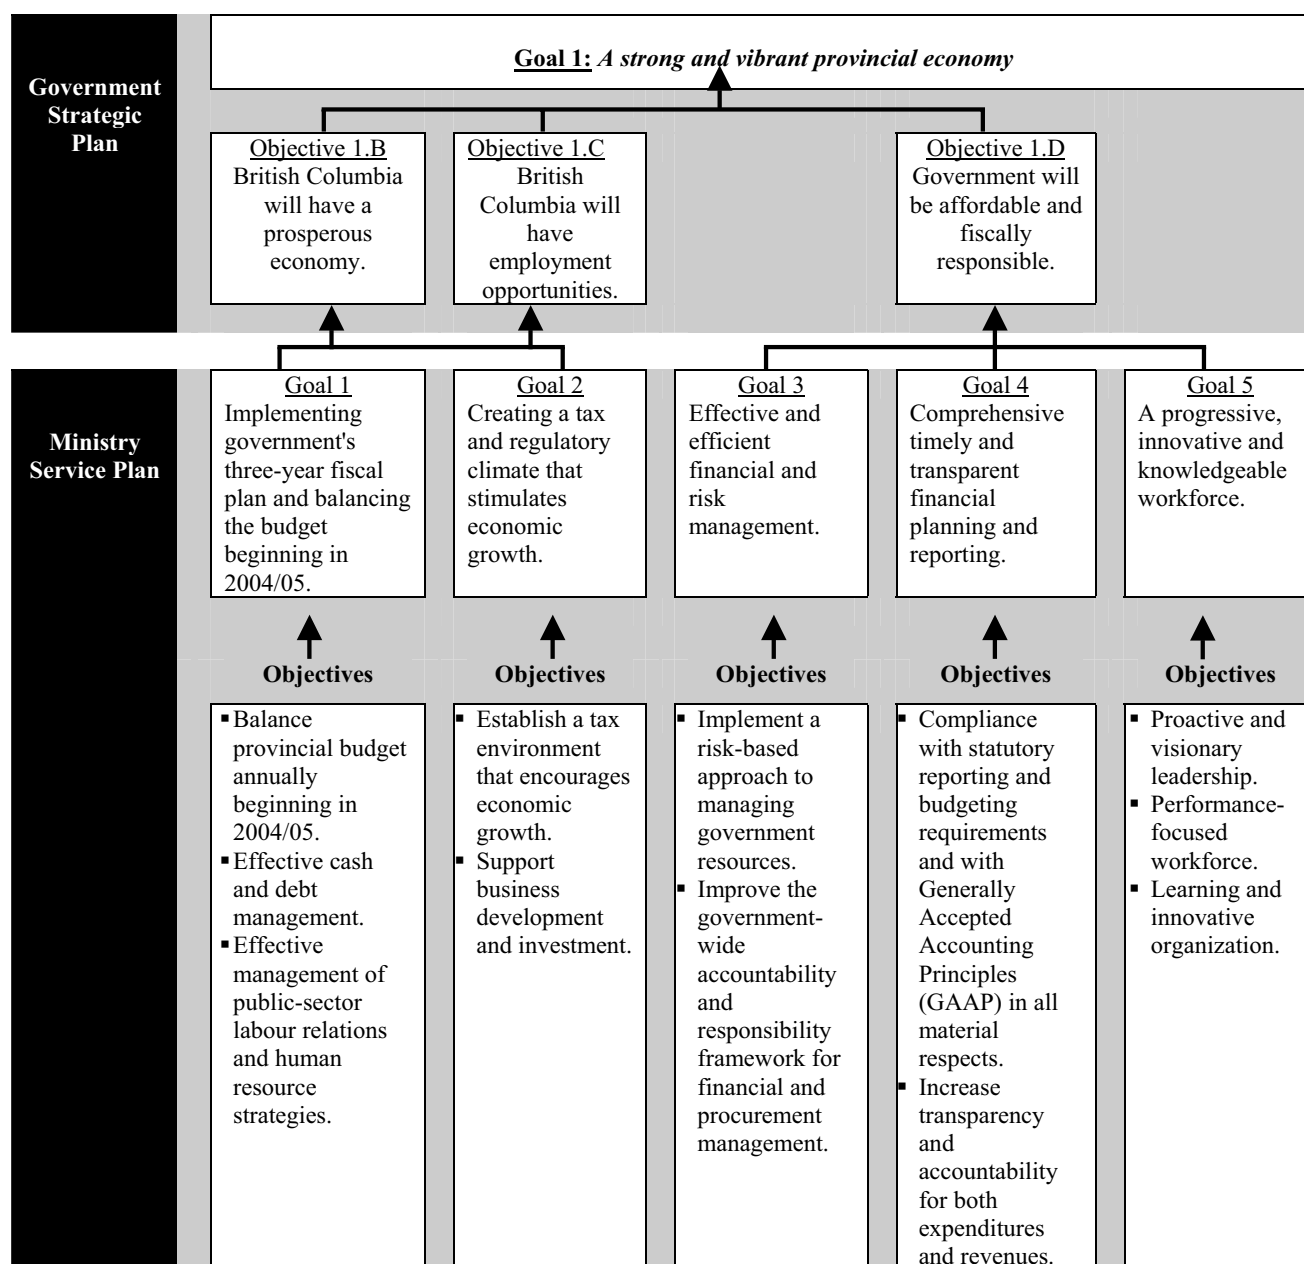 Government
Strategic
Plan
Goal 1: A strong and vibrant provincial economy
Objective 1.B
British Columbia
will have a
prosperous
economy.
Objective 1.C
British
Columbia will
have
employment
opportunities.
Objective 1.D
Government will
be affordable and
fiscally
responsible.
Ministry
Service Plan
Goal 1
Implementing
government's
three-year fiscal
plan and balancing
the budget
beginning in
2004/05.
Goal 2
Creating a tax
and regulatory
climate that
stimulates
economic
growth.
Goal 3
Effective and
efficient
financial and
risk
management.
Goal 4
Comprehensive
timely and
transparent
financial
planning and
reporting.
Goal 5
A progressive,
innovative and
knowledgeable
workforce.
Objectives
▪ Balance
provincial budget
annually
beginning in
2004/05.
▪ Effective cash
and debt
management.
▪ Effective
management of
public-sector
labour relations
and human
resource
strategies.
Objectives
▪ Establish a tax
environment
that encourages
economic
growth.
▪ Support
business
development
and investment.
Objectives
▪ Implement a
risk-based
approach to
managing
government
resources.
▪ Improve the
government-
wide
accountability
and
responsibility
framework for
financial and
procurement
management.
Objectives
▪ Compliance
with statutory
reporting and
budgeting
requirements
and with
Generally
Accepted
Accounting
Principles
(GAAP) in all
material
respects.
▪ Increase
transparency
and
accountability
for both
expenditures
and revenues.
Objectives
▪ Proactive and
visionary
leadership.
▪ Performance-
focused
workforce.
▪ Learning and
innovative
organization.